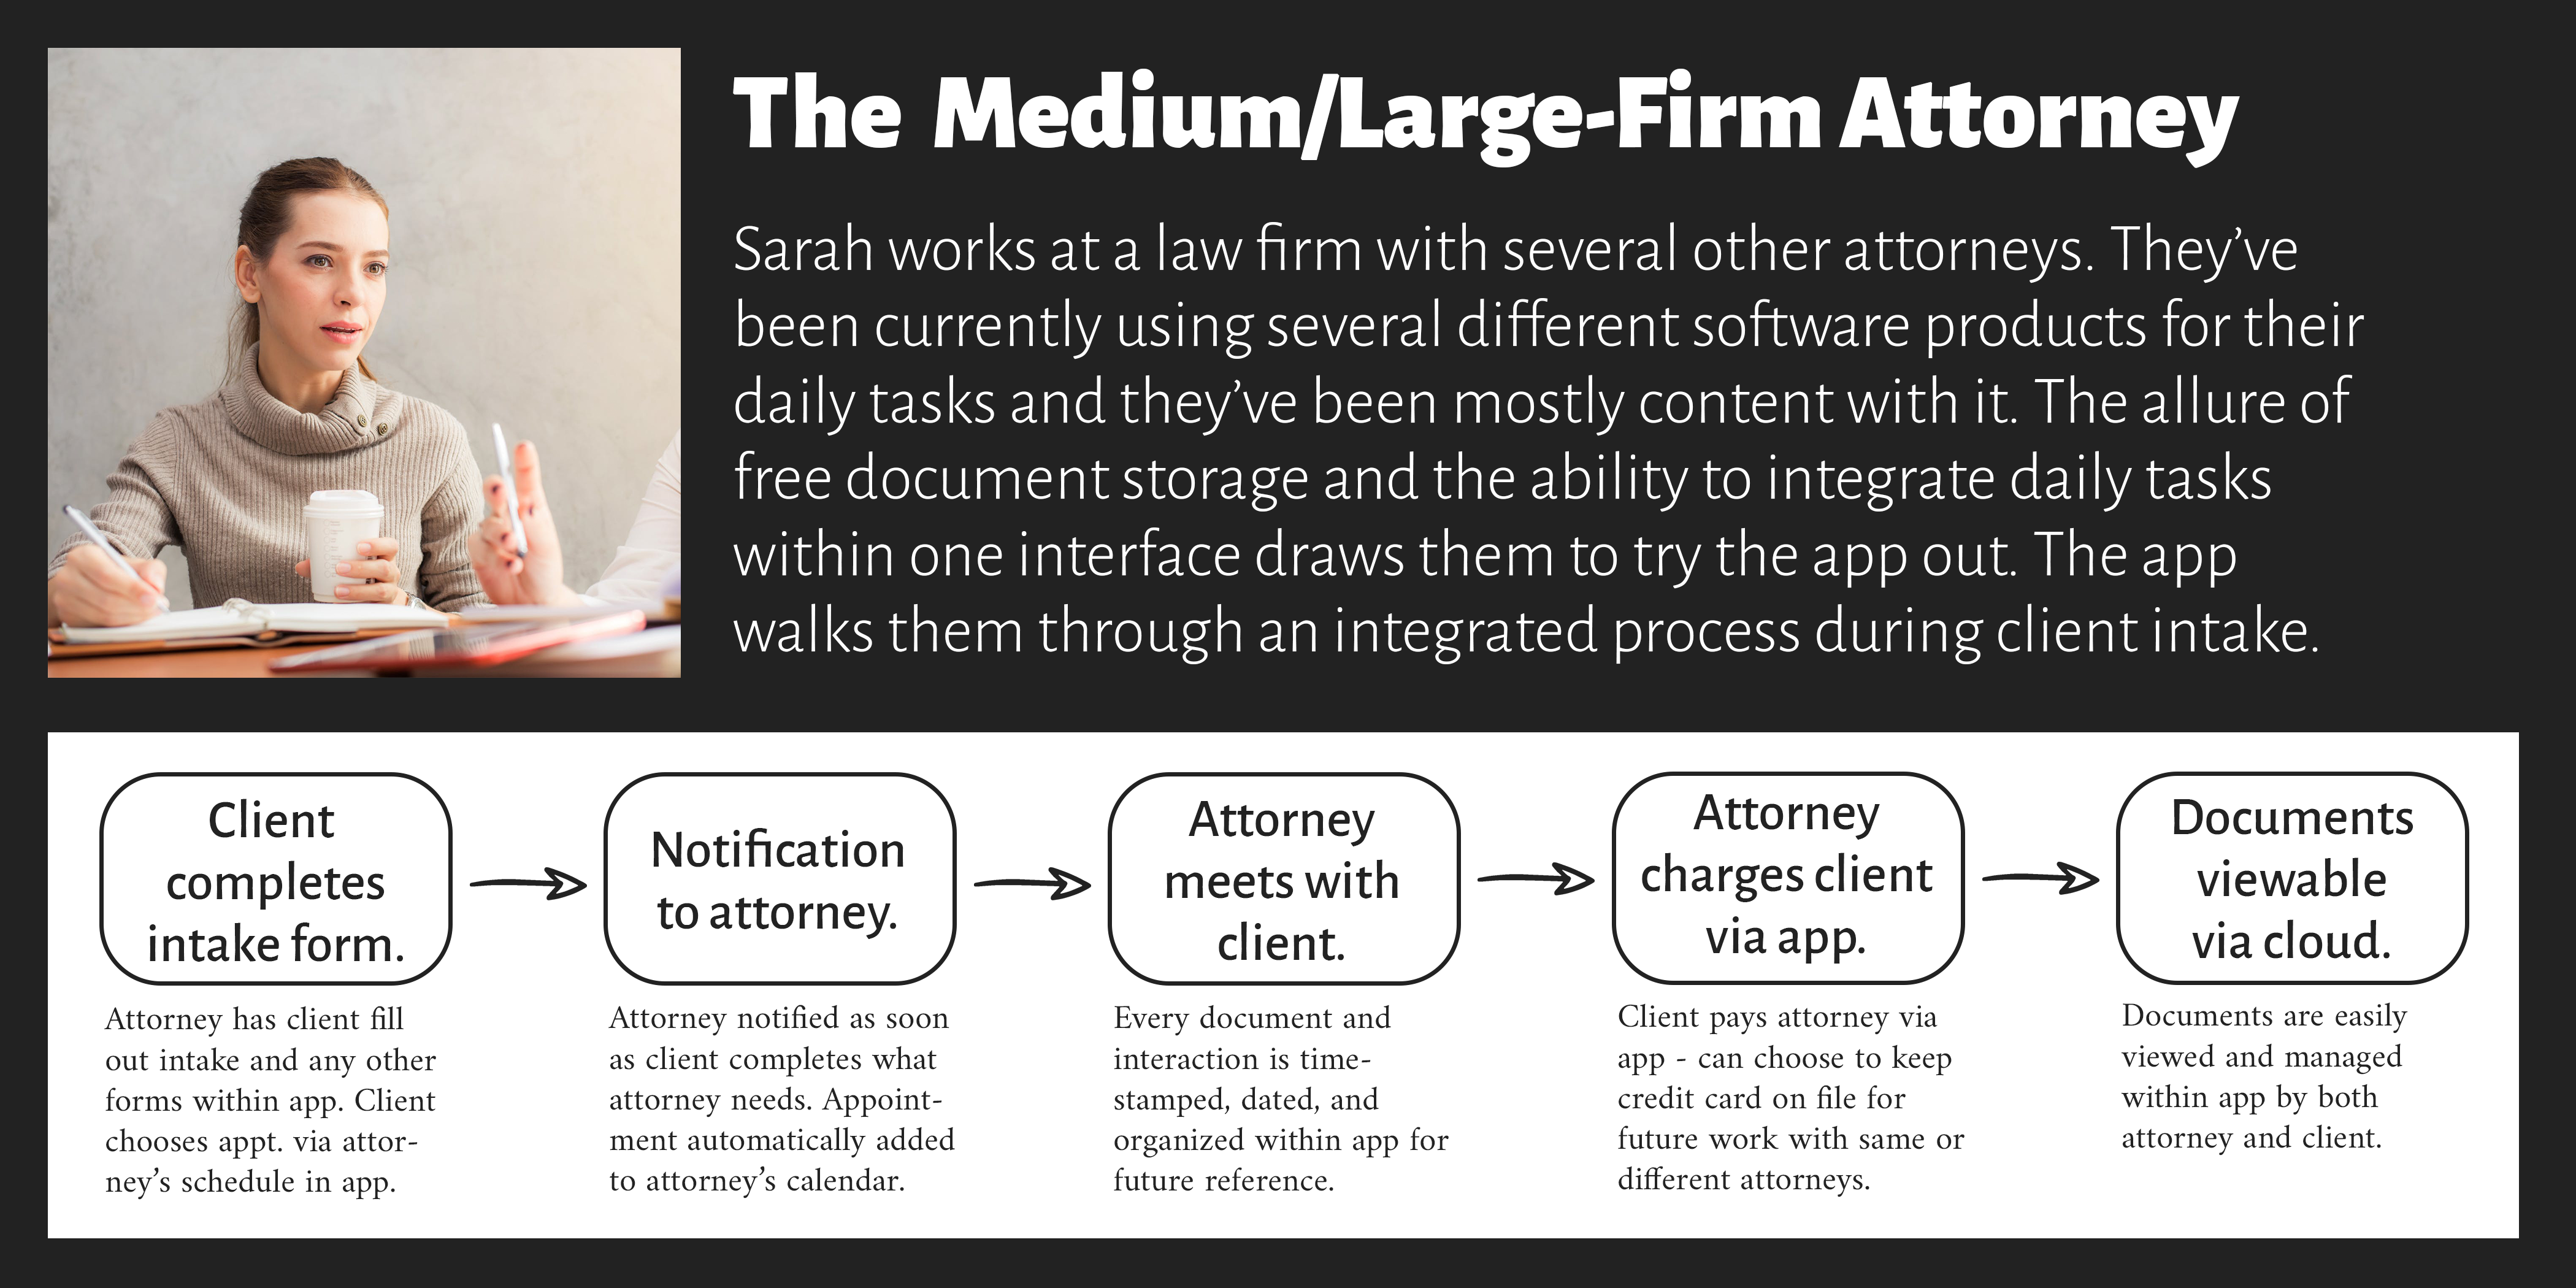 The Medium/Large-Firm Attorney
Sarah works at a law firm with several other attorneys. They’ve
been currently using several different software products for their
daily tasks and they’ve been mostly content with it. The allure of
free document storage and the ability to integrate daily tasks
within one interface draws them to try the app out. The app
walks them through an integrated process during client intake.
Client
completes
intake form.
Attorney has client fill
out intake and any other
forms within app. Client
chooses appt. via attor-
ney’s schedule in app.
Notification
to attorney.
Attorney notified as soon
as client completes what
attorney needs. Appoint-
ment automatically added
to attorney’s calendar.
Attorney
meets with
client.
Every document and
interaction is time-
stamped, dated, and
organized within app for
future reference.
Attorney
charges client
via app.
Client pays attorney via
app - can choose to keep
credit card on file for
future work with same or
different attorneys.
Documents
viewable
via cloud.
Documents are easily
viewed and managed
within app by both
attorney and client.